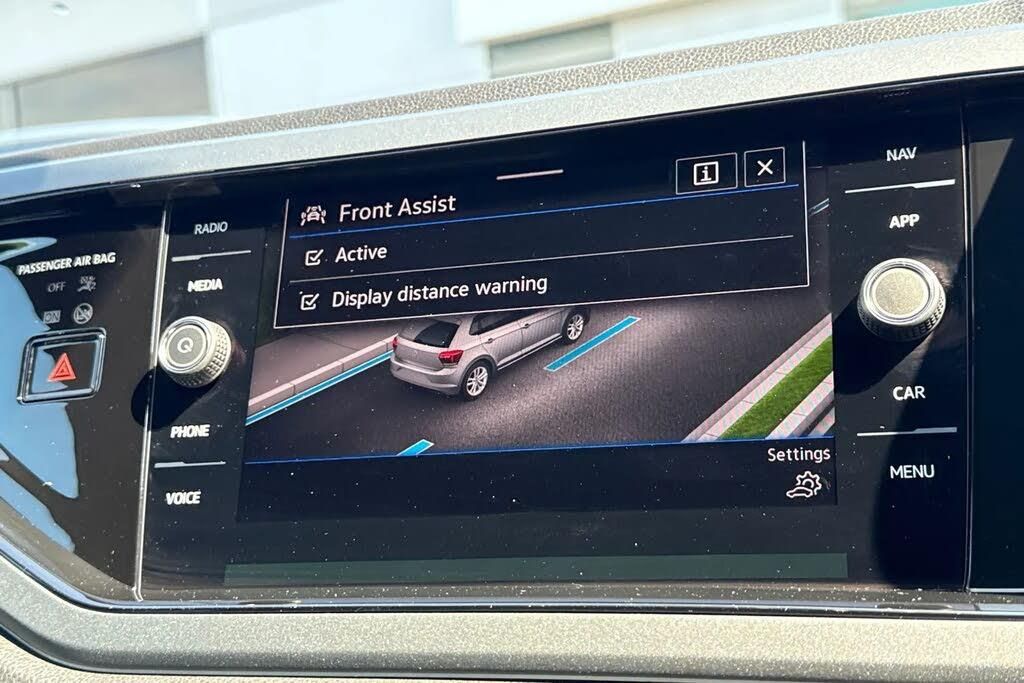 PASSENGER AIR BAG
OFF
ON
RADIO
MEDIA
PHONE
VOICE
Front Assist
i
Active
Display distance warning
Settings
NAV
APP
CAR
MENU